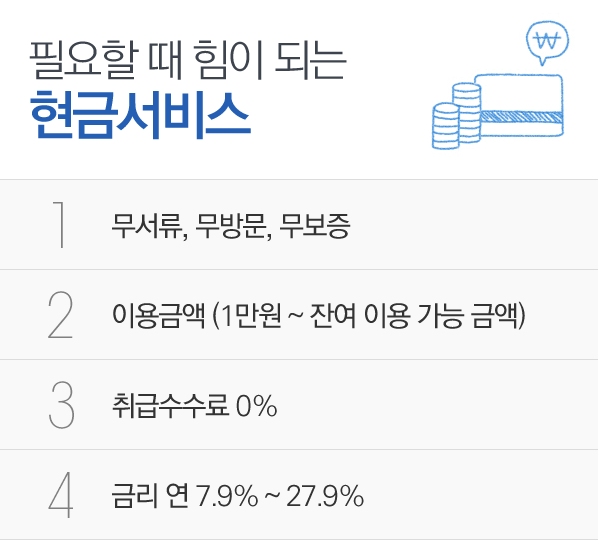 ₩
필요할 때 힘이 되는
현금서비스
1 무서류, 무방문, 무보증
2 이용금액 (1만원 ~ 잔여 이용 가능 금액)
3 취급수수료 0%
4 금리 연 7.9% ~ 27.9%